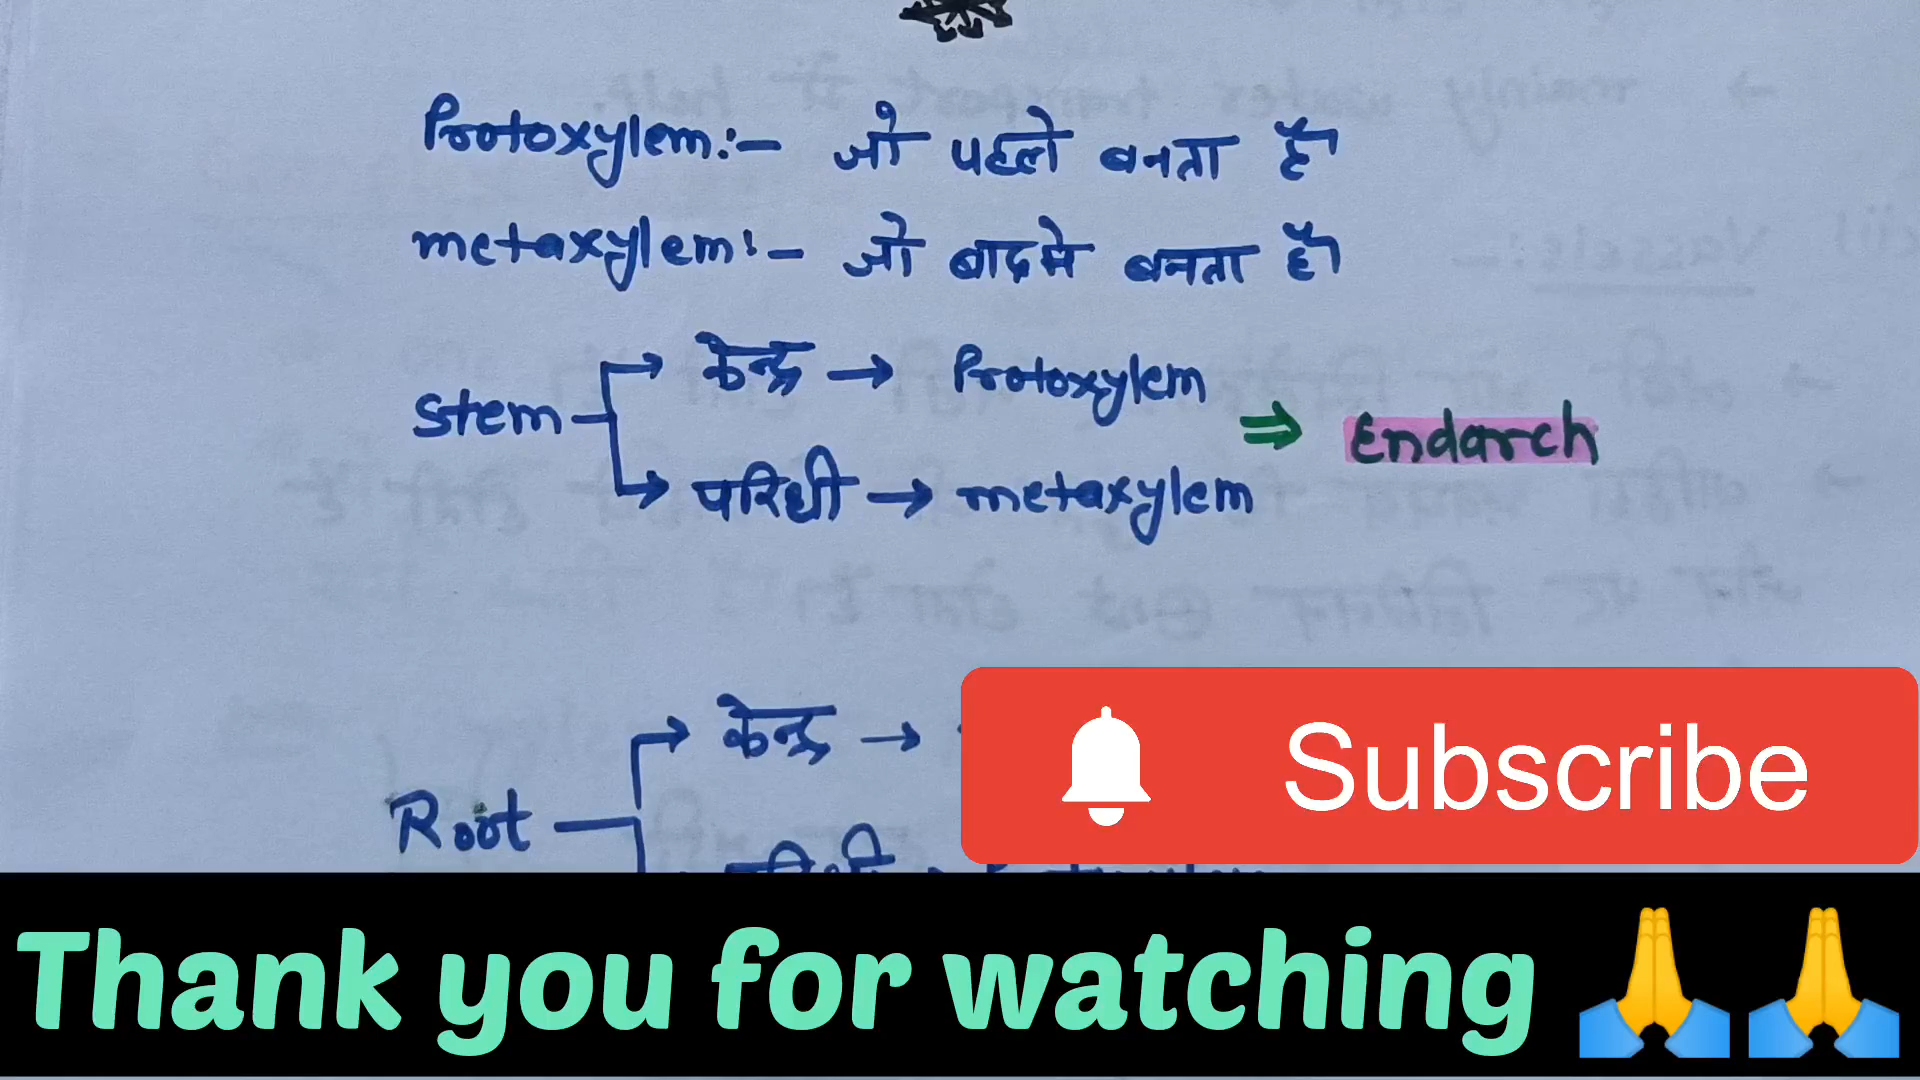 Protoxylem:- जो पहले बनता है
metaxylem:- जो बादमे बनता है
केन्द्र → Protoxylem
Stem
⇒ Endarch
परिधी → metaxylem
केन्द्र →
Subscribe
Root
Thank you for watching 🙏🙏